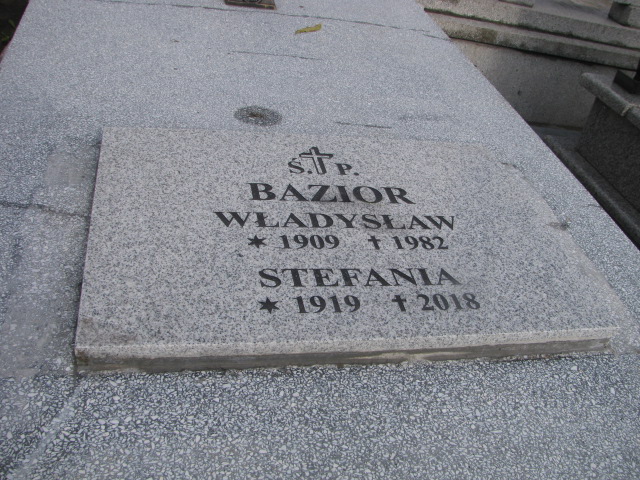 Ś. P.
BAZIOR
WŁADYSŁAW
* 1909 † 1982
STEFANIA
* 1919 † 2018